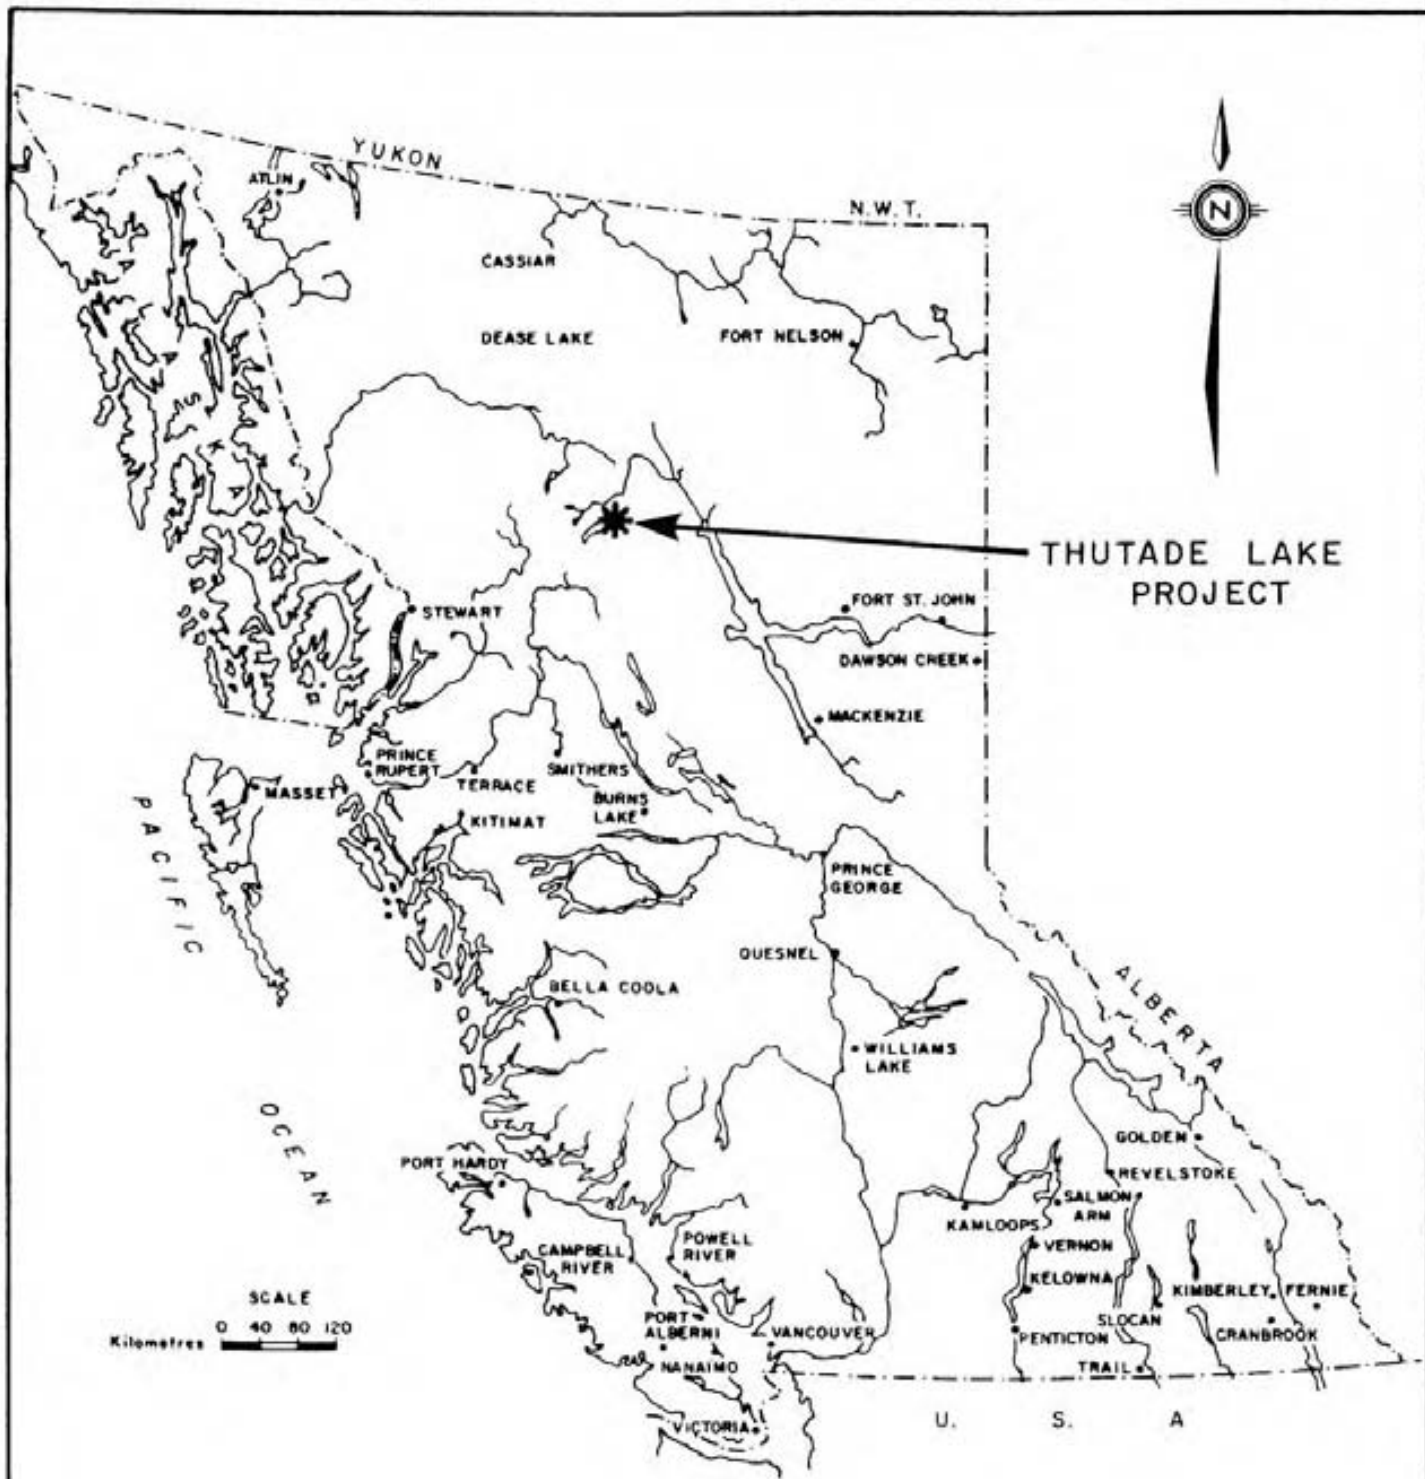 YUKON
ATLIN
N.W.T.
N
CASSIAR
DEASE LAKE
FORT NELSON
ALASKA
THUTADE LAKE
PROJECT
STEWART
FORT ST. JOHN
DAWSON CREEK
MACKENZIE
PRINCE
RUPERT
TERRACE
SMITHERS
MASSET
KITIMAT
BURNS
LAKE
PACIFIC
OCEAN
PRINCE
GEORGE
QUESNEL
BELLA COOLA
ALBERTA
WILLIAMS
LAKE
GOLDEN
PORT HARDY
REVELSTOKE
SALMON
ARM
KAMLOOPS
CAMPBELL
RIVER
POWELL
RIVER
VERNON
KELOWNA
KIMBERLEY
FERNIE
SLOCAN
SCALE
Kilometres 0 40 80 120
PORT
ALBERNI
VANCOUVER
PENTICTON
CRANBROOK
NANAIMO
TRAIL
VICTORIA
U. S. A